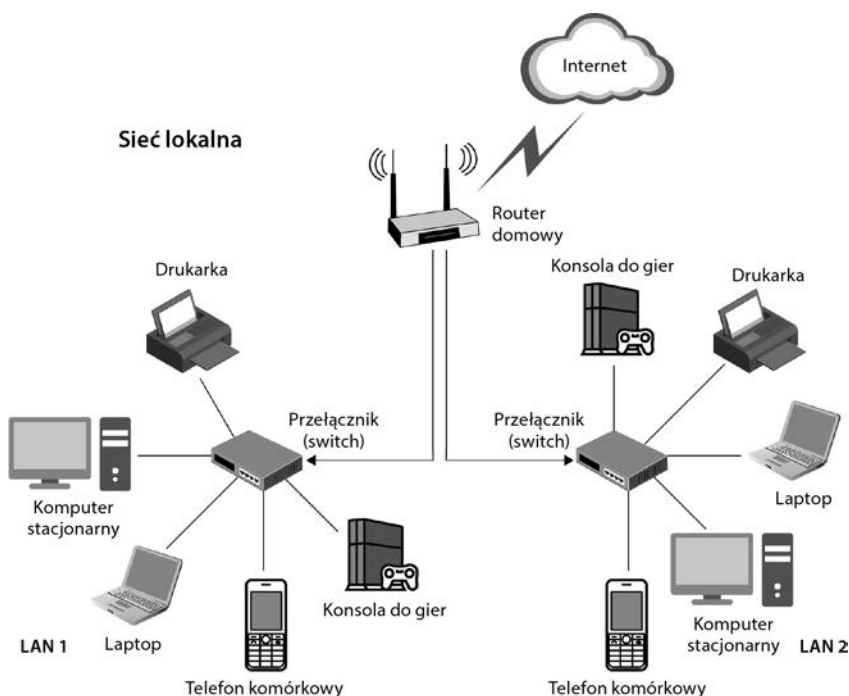 Internet
Sieć lokalna
Router
domowy
Drukarka
Konsola do gier
Drukarka
Przełącznik
(switch)
Przełącznik
(switch)
Komputer
stacjonarny
Laptop
Konsola do gier
Laptop
Komputer
stacjonarny
LAN 1
LAN 2
Telefon komórkowy
Telefon komórkowy